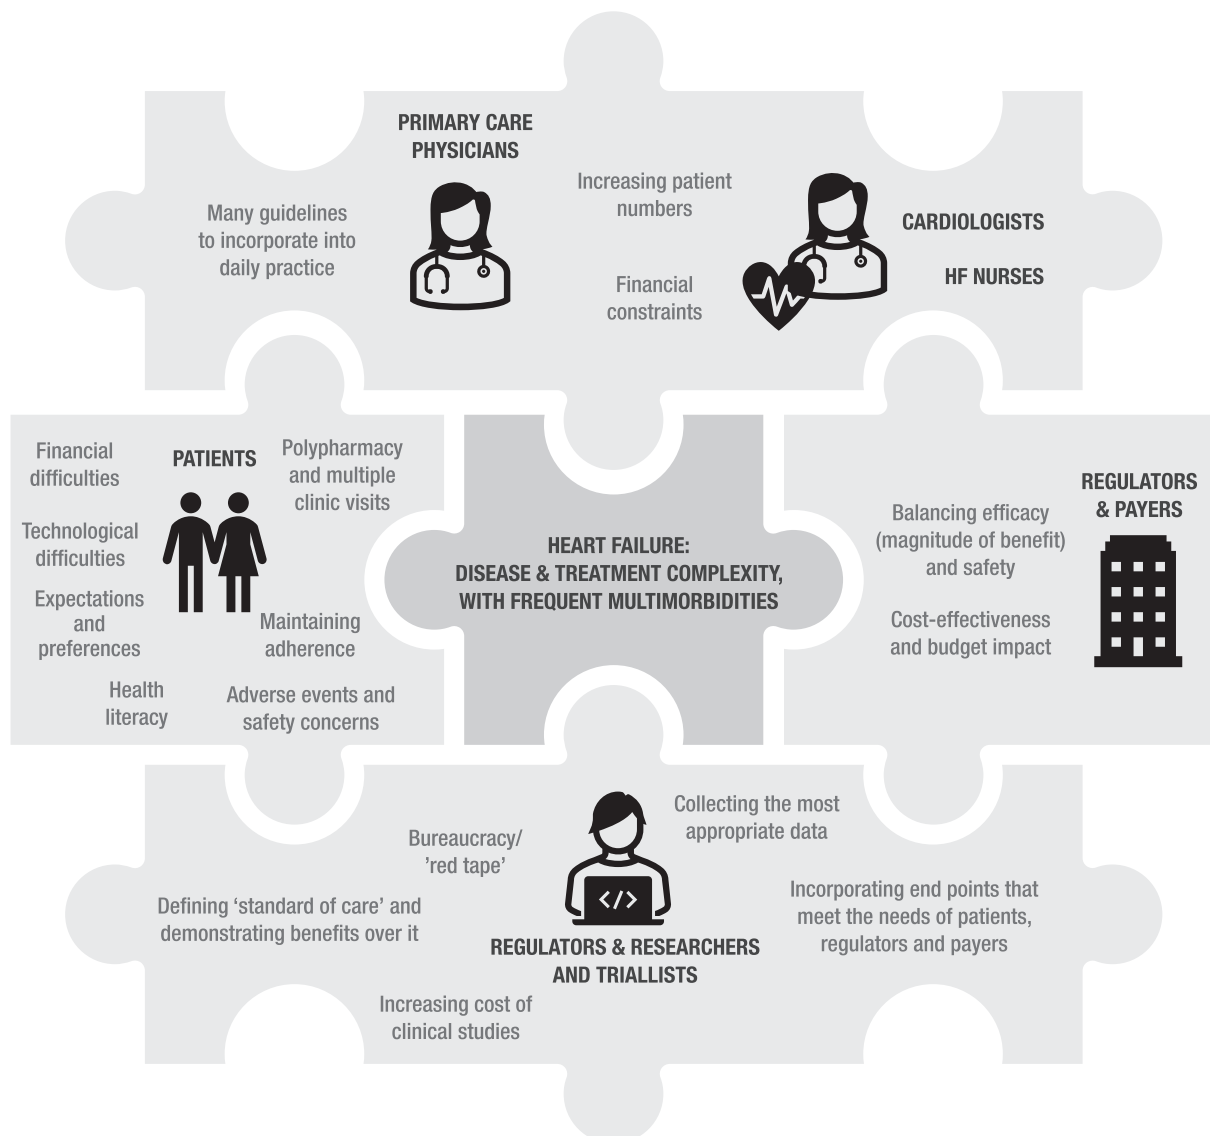 PRIMARY CARE
PHYSICIANS
Many guidelines
to incorporate into
daily practice
Increasing patient
numbers
Financial
constraints
CARDIOLOGISTS
HF NURSES
Financial
difficulties
PATIENTS
Polypharmacy
and multiple
clinic visits
Technological
difficulties
Expectations
and
preferences
Maintaining
adherence
Health
literacy
Adverse events and
safety concerns
HEART FAILURE:
DISEASE & TREATMENT COMPLEXITY,
WITH FREQUENT MULTIMORBIDITIES
REGULATORS
& PAYERS
Balancing efficacy
(magnitude of benefit)
and safety
Cost-effectiveness
and budget impact
Collecting the most
appropriate data
Bureaucracy/
'red tape'
</>
Defining ‘standard of care’ and
demonstrating benefits over it
Incorporating end points that
meet the needs of patients,
regulators and payers
REGULATORS & RESEARCHERS
AND TRIALLISTS
Increasing cost of
clinical studies